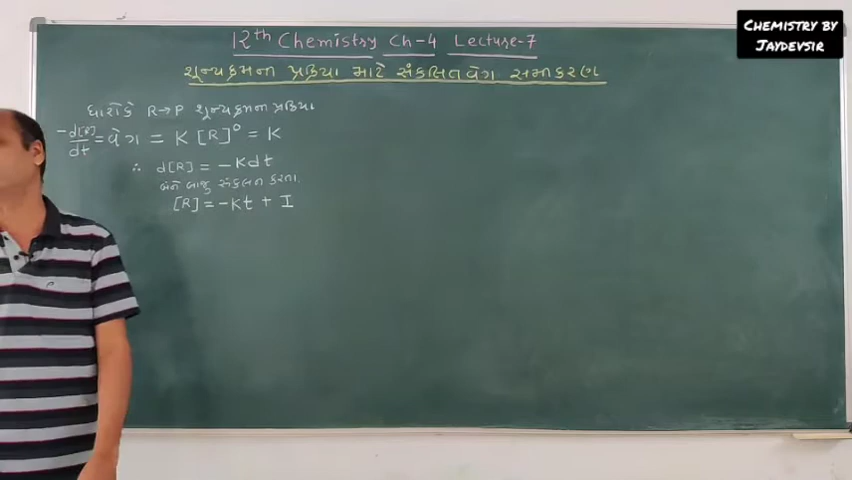 CHEMISTRY BY
JAYDEVSIR
12th Chemistry Ch-4 Lecture-7
શૂન્યક્રમના પ્રક્રિયા માટે સંકલિત વેગ સમીકરણ
ધારોકે R→P શૂન્યક્રમના પ્રક્રિયા
-d[R]/dt = વેગ = K [R]⁰ = K
∴ d[R] = -Kdt
બંને બાજુ સંકલન કરતા
[R] = -Kt + I